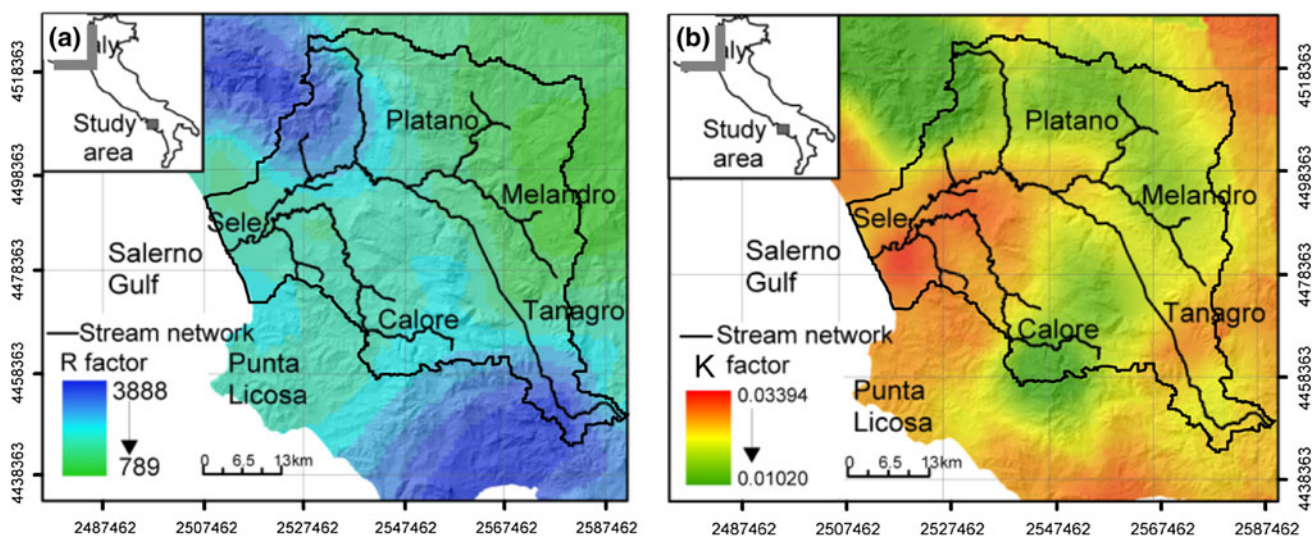 (a)
aly
Study
area
Platano
Melandro
Sele
Salerno
Gulf
Tanagro
Calore
Stream network
R factor
3888
789
Punta
Licosa
0 6.5 13km
4518363
4498363
4478363
4458363
4438363
2487462 2507462 2527462 2547462 2567462 2587462
(b)
aly
Study
area
Platano
Melandro
Sele
Salerno
Gulf
Tanagro
Calore
Stream network
K factor
0.03394
0.01020
Punta
Licosa
0 6.5 13km
4518363
4498363
4478363
4458363
4438363
2487462 2507462 2527462 2547462 2567462 2587462